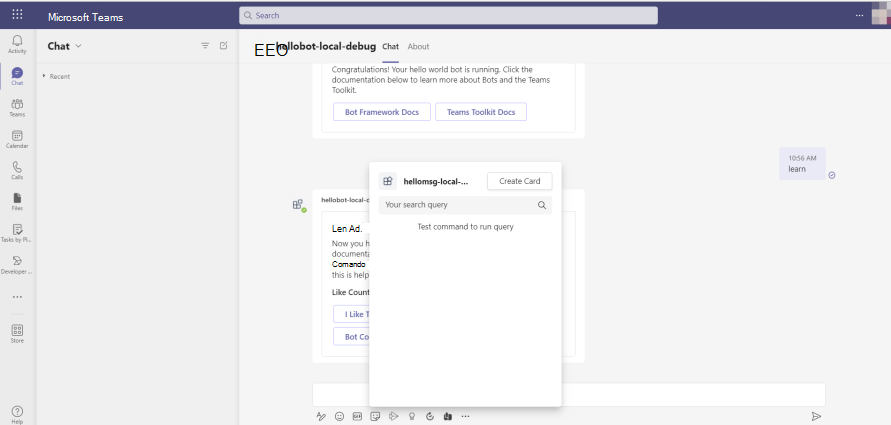 Microsoft Teams
Search
Activity
Chat
Teams
Calendar
Calls
Files
Tasks by Pl...
Developer ...
Store
Help
Chat
Recent
EEO
hellobot-local-debug Chat About
Congratulations! Your hello world bot is running. Click the
documentation below to learn more about Bots and the Teams
Toolkit.
Bot Framework Docs Teams Toolkit Docs
10:56 AM
learn
hellobot-local-d
Len Ad.
Now you h
documenta
Comando
this is help
Like Count
I Like T
Bot Co
hellomsg-local-... Create Card
Your search query
Test command to run query
GIF